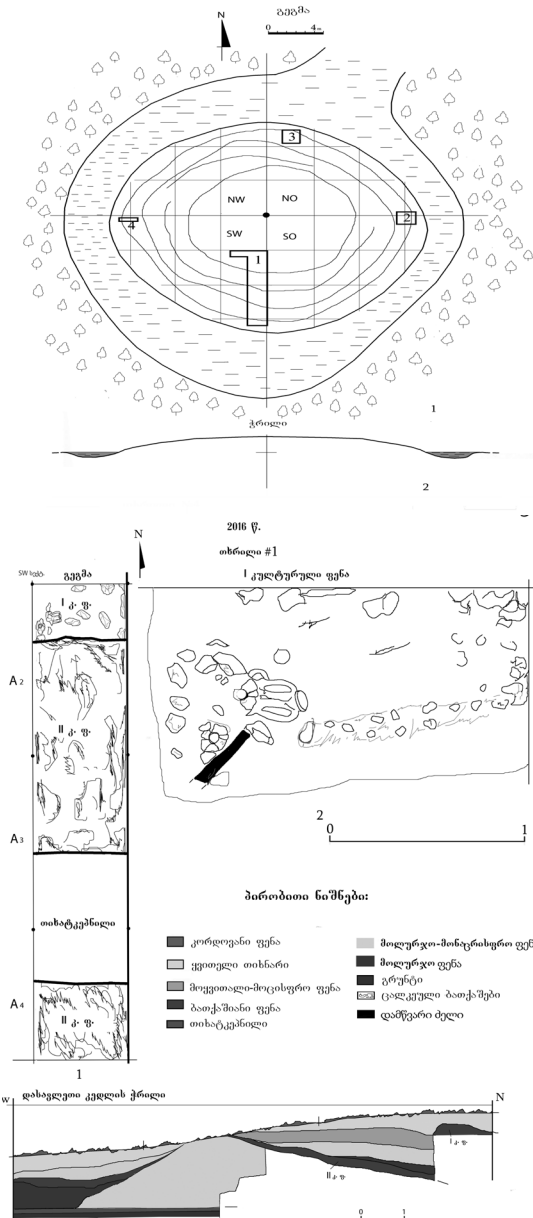 N
გეგმა
0 4m
3
NW NO
2
4
SW SO
1
1
ჭრილი
2
2016 წ.
N
თხრილი #1
SW სექტ. გეგმა
I კულტურული ფენა
I კ. ფ.
A2
II კ. ფ.
2
0 1
A3
პირობითი ნიშნები:
თიხატკეპნილი
კორდოვანი ფენა
ყვითელი თიხნარი
მოყვითალო-მოცისფრო ფენა
ბათქაშიანი ფენა
თიხატკეპნილი
მოლურჯო-მონაცრისფრო ფენ
მოლურჯო ფენა
გრუნტი
ცალკეული ბათქაშები
დამწვარი ძელი
A4
II კ. ფ.
1
დასავლეთი კედლის ჭრილი
W N
I კ. ფ.
II კ. ფ.
0 1